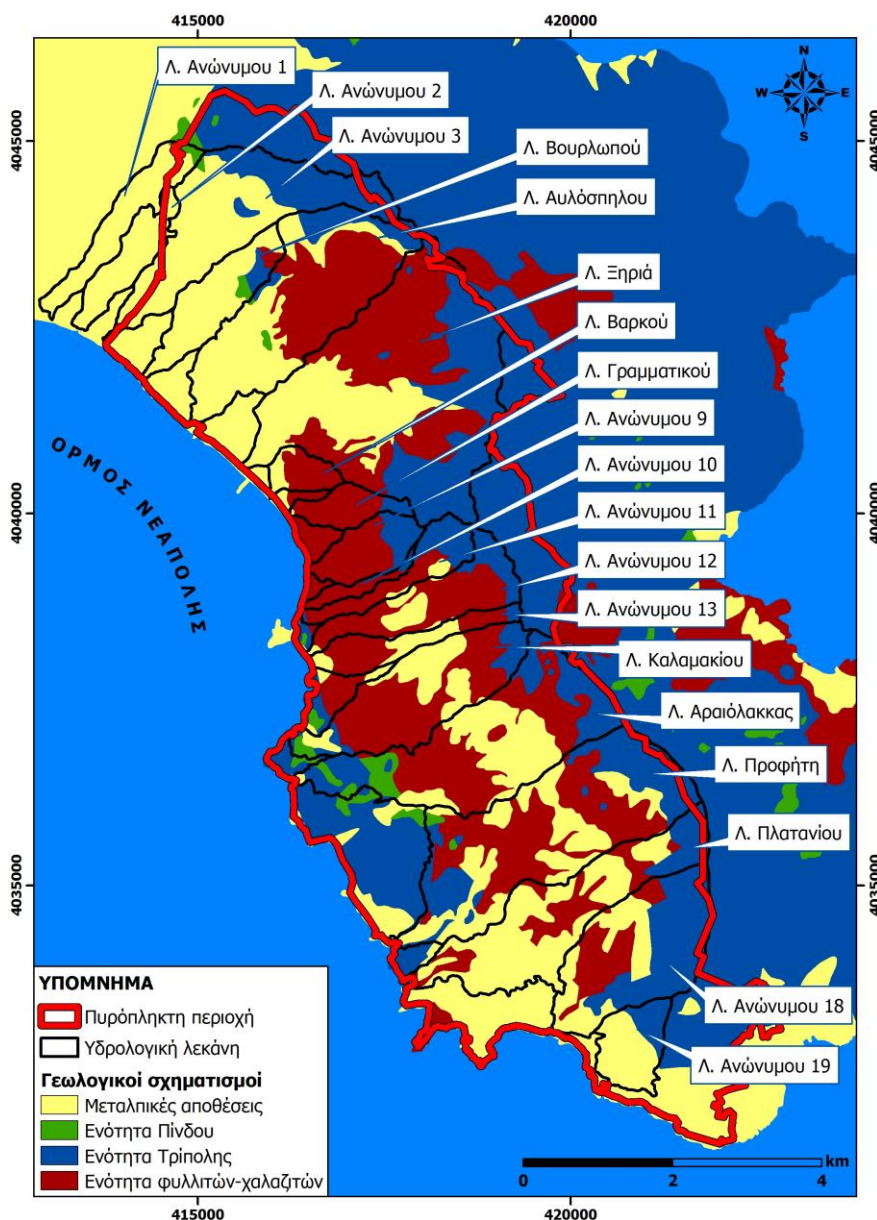 415000
420000
Λ. Ανώνυμου 1
N
Λ. Ανώνυμου 2
W
E
S
4045000
4045000
Λ. Ανώνυμου 3
Λ. Βουρλωπού
Λ. Αυλόσπηλου
Λ. Ξηριά
Λ. Βαρκού
Λ. Γραμματικού
Λ. Ανώνυμου 9
Λ. Ανώνυμου 10
4040000
4040000
Λ. Ανώνυμου 11
ΟΡΜΟΣ ΝΕΑΠΟΛΗΣ
Λ. Ανώνυμου 12
Λ. Ανώνυμου 13
Λ. Καλαμακίου
Λ. Αραιόλακκας
Λ. Προφήτη
Λ. Πλατανίου
4035000
4035000
ΥΠΟΜΝΗΜΑ
Πυρόπληκτη περιοχή
Υδρολογική λεκάνη
Γεωλογικοί σχηματισμοί
Μεταλπικές αποθέσεις
Ενότητα Πίνδου
Ενότητα Τρίπολης
Ενότητα φυλλιτών-χαλαζιτών
Λ. Ανώνυμου 18
Λ. Ανώνυμου 19
km
0
2
4
415000
420000